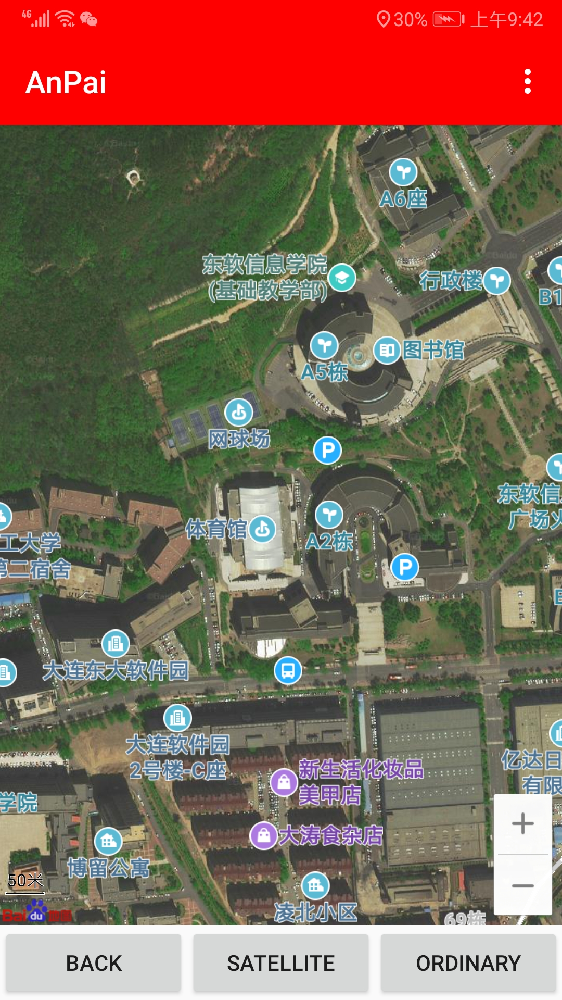 4G
30%
上午9:42
AnPai
A6座
东软信息学院
(基础教学部)
行政楼
B1
A5栋
图书馆
网球场
P
东软信
广场火
体育馆
A2栋
工大学
第二宿舍
P
大连东大软件园
大连软件园
2号楼-C座
亿达日
有限
新生活化妆品
美甲店
学院
大涛食杂店
博留公寓
50米
凌北小区
69栋
Bai du 地图
BACK
SATELLITE
ORDINARY